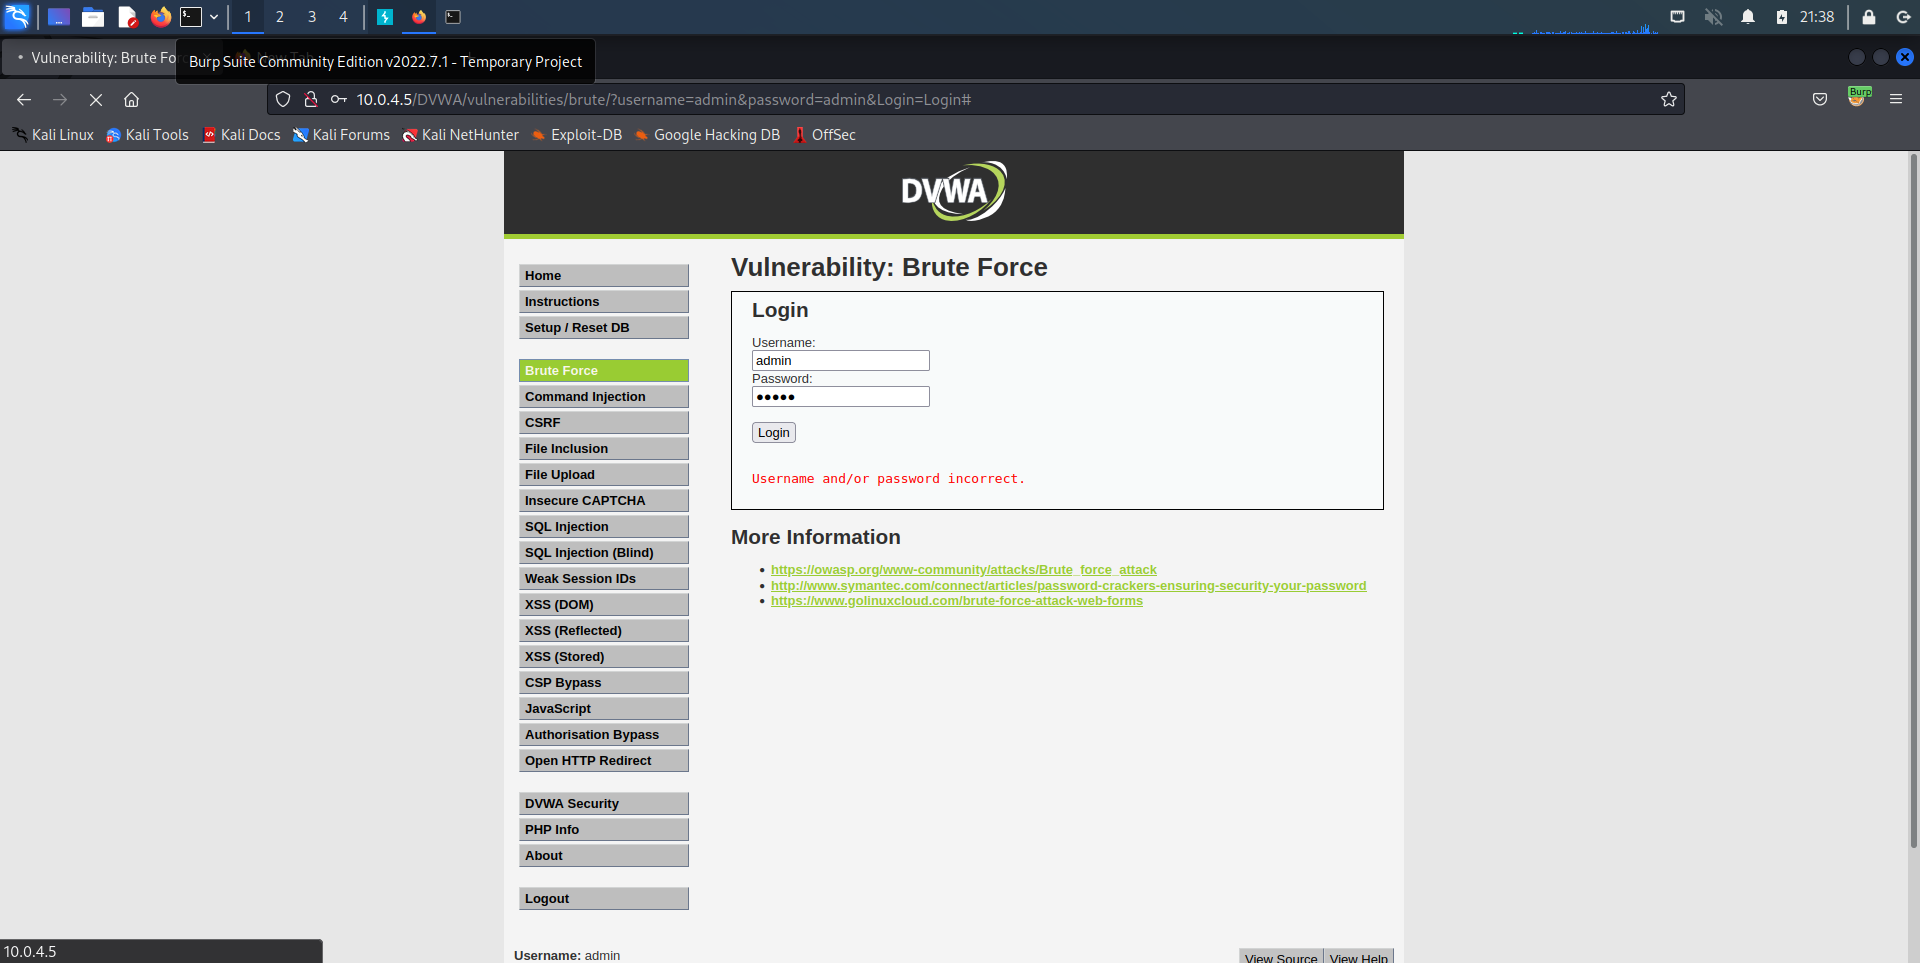 1 2 3 4 21:38
Vulnerability: Brute For
Burp Suite Community Edition v2022.7.1 - Temporary Project
10.0.4.5/DVWA/vulnerabilities/brute/?username=admin&password=admin&Login=Login#
Burp
Kali Linux Kali Tools Kali Docs Kali Forums Kali NetHunter Exploit-DB Google Hacking DB OffSec
DVWA
Home
Instructions
Setup / Reset DB
Brute Force
Command Injection
CSRF
File Inclusion
File Upload
Insecure CAPTCHA
SQL Injection
SQL Injection (Blind)
Weak Session IDs
XSS (DOM)
XSS (Reflected)
XSS (Stored)
CSP Bypass
JavaScript
Authorisation Bypass
Open HTTP Redirect
DVWA Security
PHP Info
About
Logout
Vulnerability: Brute Force
Login
Username:
admin
Password:
●●●●●
Login
Username and/or password incorrect.
More Information
• https://owasp.org/www-community/attacks/Brute_force_attack
• http://www.symantec.com/connect/articles/password-crackers-ensuring-security-your-password
• https://www.golinuxcloud.com/brute-force-attack-web-forms
Username: admin
View Source View Help
10.0.4.5